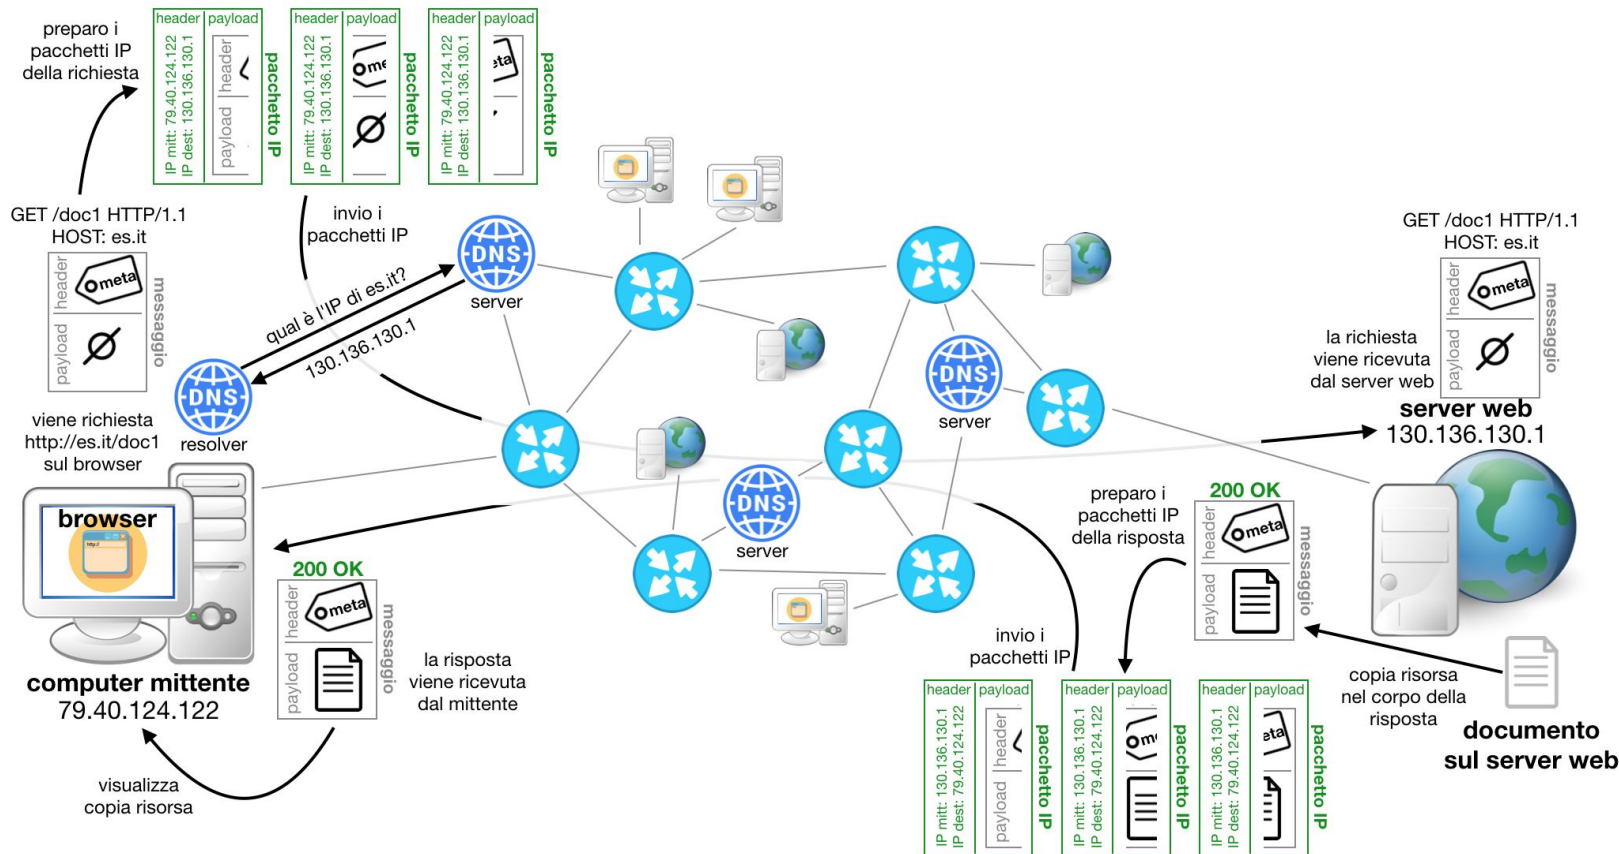 preparo i
pacchetti IP
della richiesta
header payload
IP mitt: 79.40.124.122
IP dest: 130.136.130.1
header
payload
pacchetto IP
header payload
IP mitt: 79.40.124.122
IP dest: 130.136.130.1
ome
pacchetto IP
header payload
IP mitt: 79.40.124.122
IP dest: 130.136.130.1
eta
pacchetto IP
GET /doc1 HTTP/1.1
HOST: es.it
header
meta
payload
messaggio
invio i
pacchetti IP
DNS
server
qual è l'IP di es.it?
130.136.130.1
DNS
resolver
viene richiesta
http://es.it/doc1
sul browser
browser
http://
computer mittente
79.40.124.122
200 OK
header
meta
payload
messaggio
la risposta
viene ricevuta
dal mittente
visualizza
copia risorsa
DNS
server
DNS
server
GET /doc1 HTTP/1.1
HOST: es.it
header
meta
payload
messaggio
la richiesta
viene ricevuta
dal server web
server web
130.136.130.1
preparo i
pacchetti IP
della risposta
200 OK
header
meta
payload
messaggio
copia risorsa
nel corpo della
risposta
documento
sul server web
invio i
pacchetti IP
header payload
IP mitt: 130.136.130.1
IP dest: 79.40.124.122
header
payload
pacchetto IP
header payload
IP mitt: 130.136.130.1
IP dest: 79.40.124.122
om
pacchetto IP
header payload
IP mitt: 130.136.130.1
IP dest: 79.40.124.122
eta
pacchetto IP